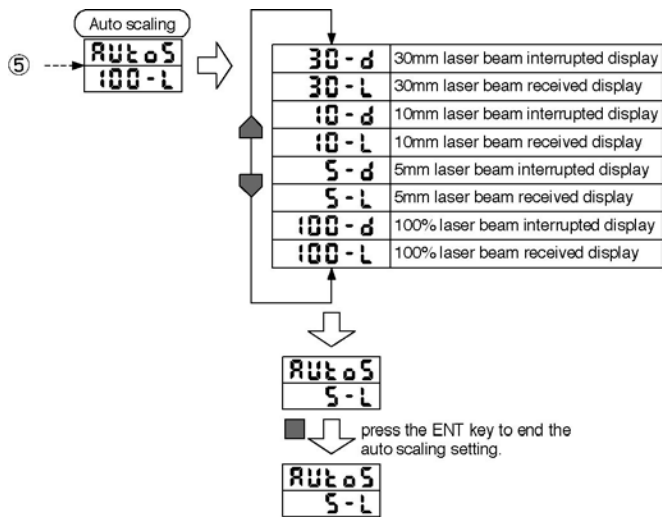 Auto scaling
⑤
AUtoS
100-L
30-d 30mm laser beam interrupted display
30-L 30mm laser beam received display
10-d 10mm laser beam interrupted display
10-L 10mm laser beam received display
5-d 5mm laser beam interrupted display
5-L 5mm laser beam received display
100-d 100% laser beam interrupted display
100-L 100% laser beam received display
AUtoS
5-L
press the ENT key to end the
auto scaling setting.
AUtoS
5-L